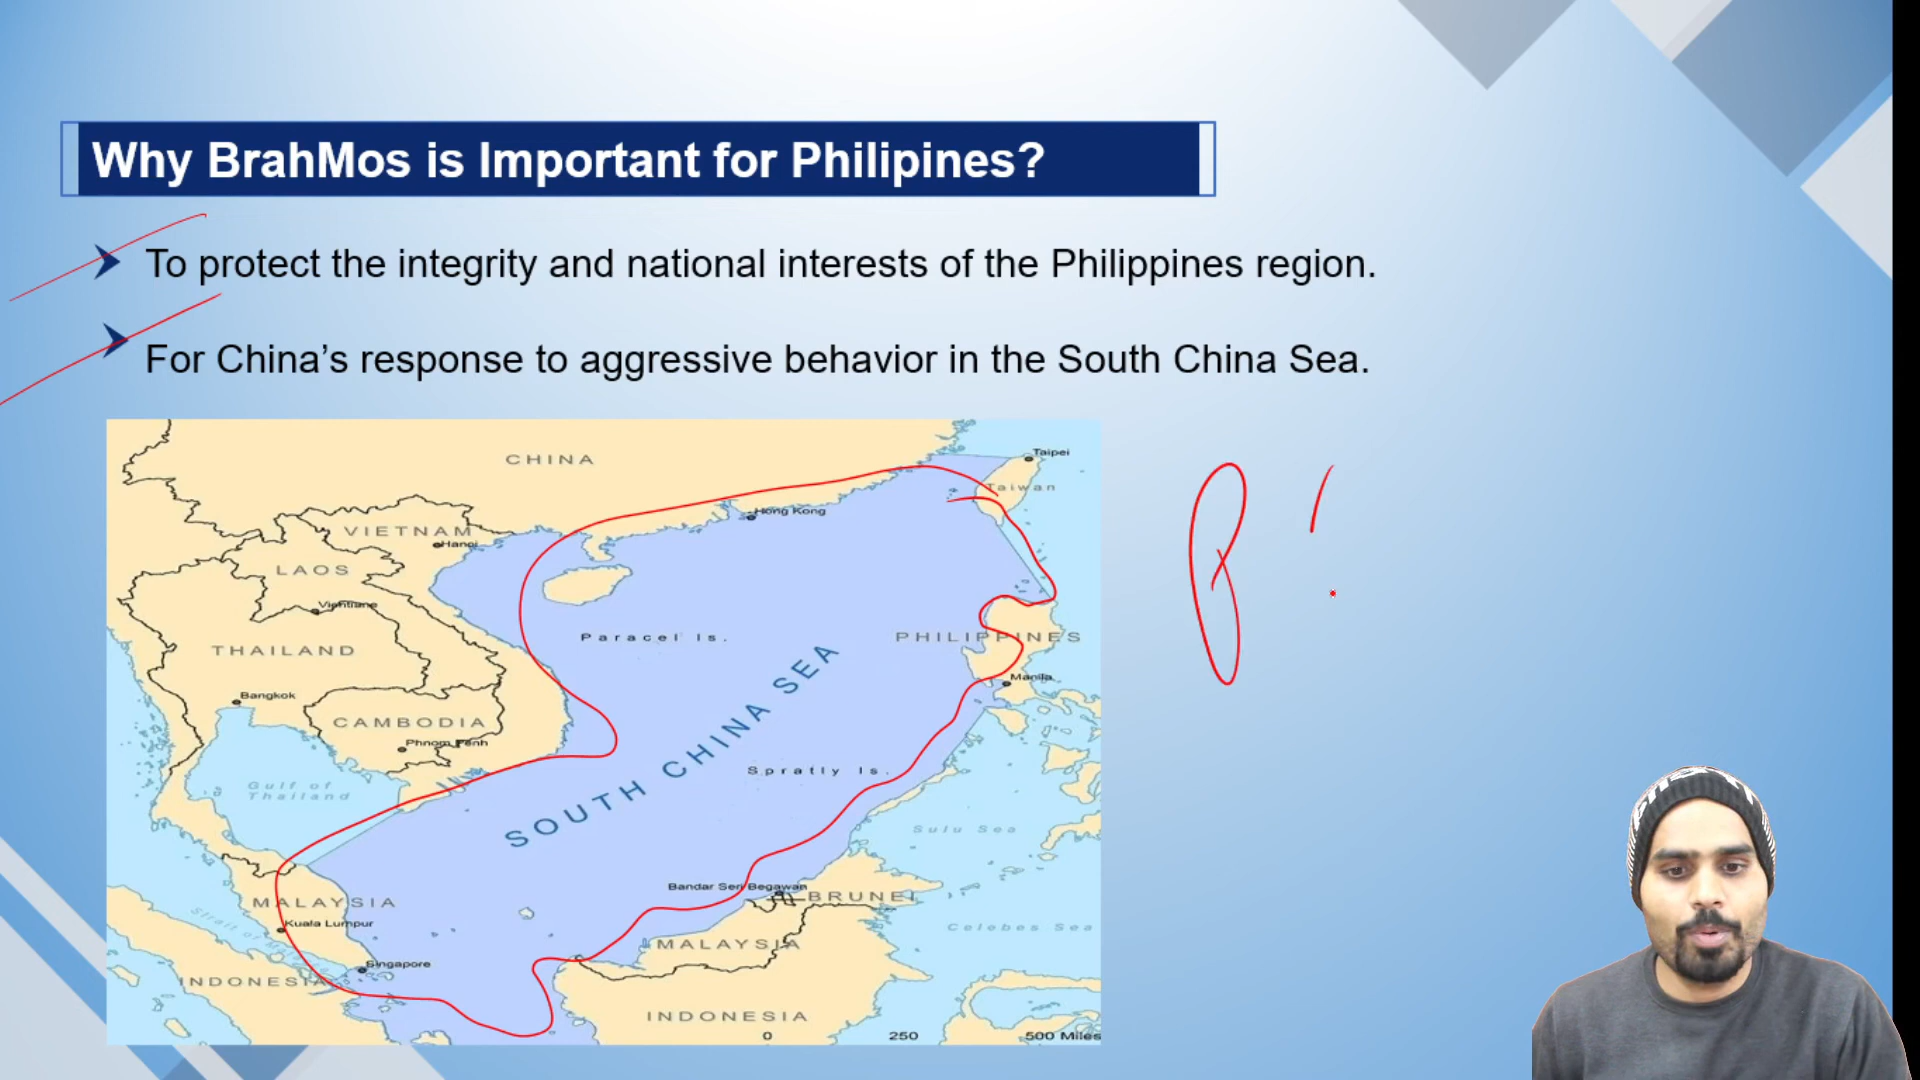 Why BrahMos is Important for Philipines?
To protect the integrity and national interests of the Philippines region.
For China’s response to aggressive behavior in the South China Sea.
CHINA
Taipei
Taiwan
Hong Kong
VIETNAM
Hanoi
LAOS
Vientiane
Paracel Is.
PHILIPPINES
THAILAND
Manila
Bangkok
CAMBODIA
Phnom Penh
SOUTH CHINA SEA
Spratly Is.
Gulf of
Thailand
Sulu Sea
Bandar Seri Begawan
BRUNEI
MALAYSIA
Kuala Lumpur
Celebes Sea
MALAYSIA
Singapore
INDONESIA
INDONESIA
0 250 500 Miles